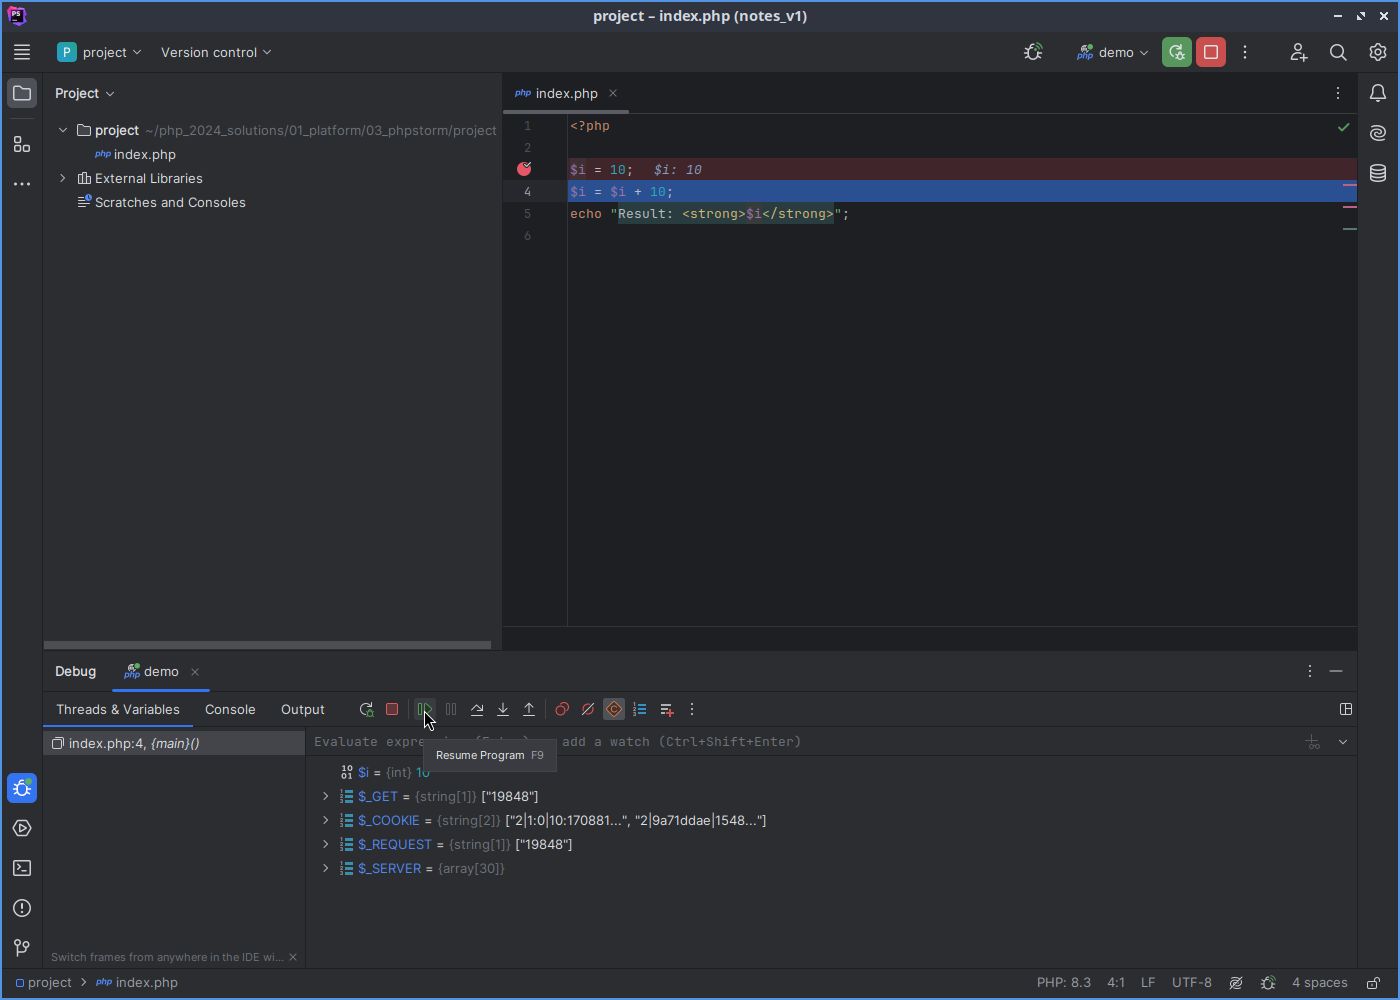 project – index.php (notes_v1)
P project Version control demo
Project
index.php
project ~/php_2024_solutions/01_platform/03_phpstorm/project
php index.php
External Libraries
Scratches and Consoles
1 <?php
2
$i = 10; $i: 10
4 $i = $i + 10;
5 echo "Result: <strong>$i</strong>";
6
Debug demo
Threads & Variables Console Output
index.php:4, {main}()
Evaluate expre add a watch (Ctrl+Shift+Enter)
Resume Program F9
$i = {int} 10
$_GET = {string[1]} ["19848"]
$_COOKIE = {string[2]} ["2|1:0|10:170881...", "2|9a71ddae|1548..."]
$_REQUEST = {string[1]} ["19848"]
$_SERVER = {array[30]}
Switch frames from anywhere in the IDE wi...
project index.php PHP: 8.3 4:1 LF UTF-8 4 spaces